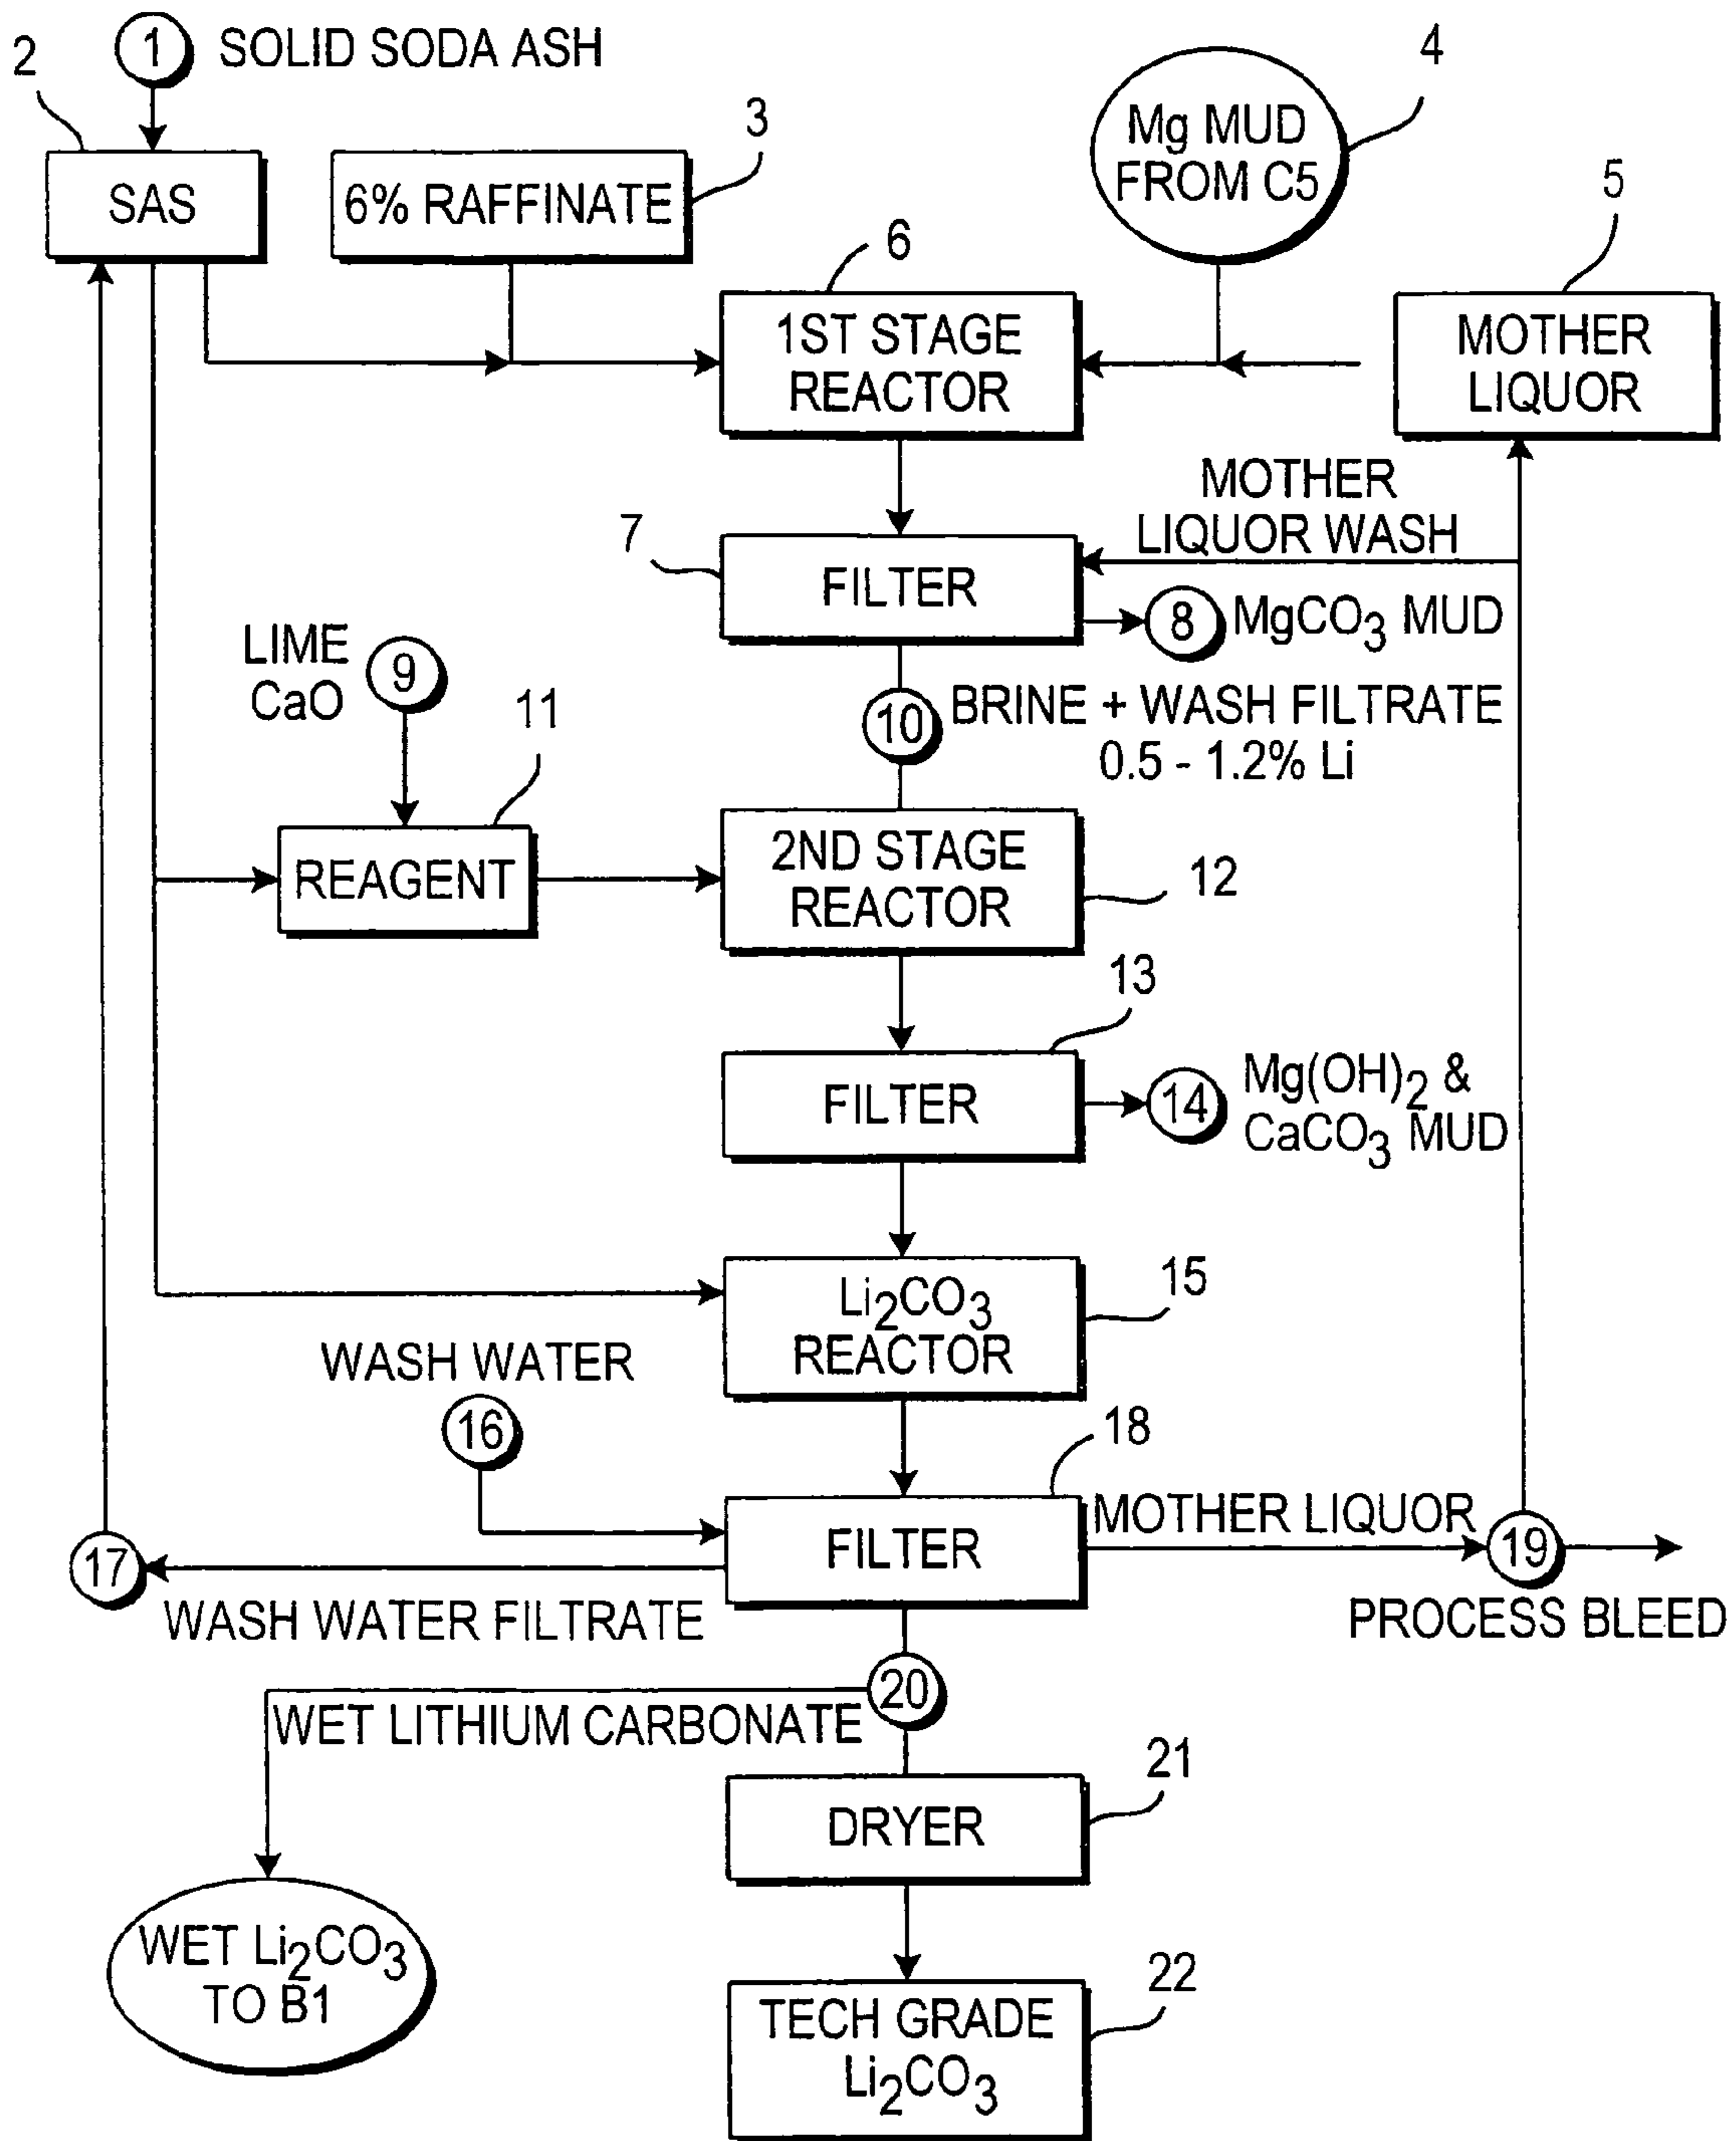 1 SOLID SODA ASH
2
SAS
3
6% RAFFINATE
4
Mg MUD
FROM C5
5
MOTHER
LIQUOR
6
1ST STAGE
REACTOR
MOTHER
LIQUOR WASH
7
FILTER
8 MgCO3 MUD
LIME
CaO
9
10 BRINE + WASH FILTRATE
0.5 - 1.2% Li
11
REAGENT
2ND STAGE
REACTOR
12
13
FILTER
14 Mg(OH)2 &
CaCO3 MUD
Li2CO3
REACTOR
15
WASH WATER
16
18
FILTER
MOTHER LIQUOR
19
PROCESS BLEED
17
WASH WATER FILTRATE
20
WET LITHIUM CARBONATE
21
DRYER
WET Li2CO3
TO B1
22
TECH GRADE
Li2CO3